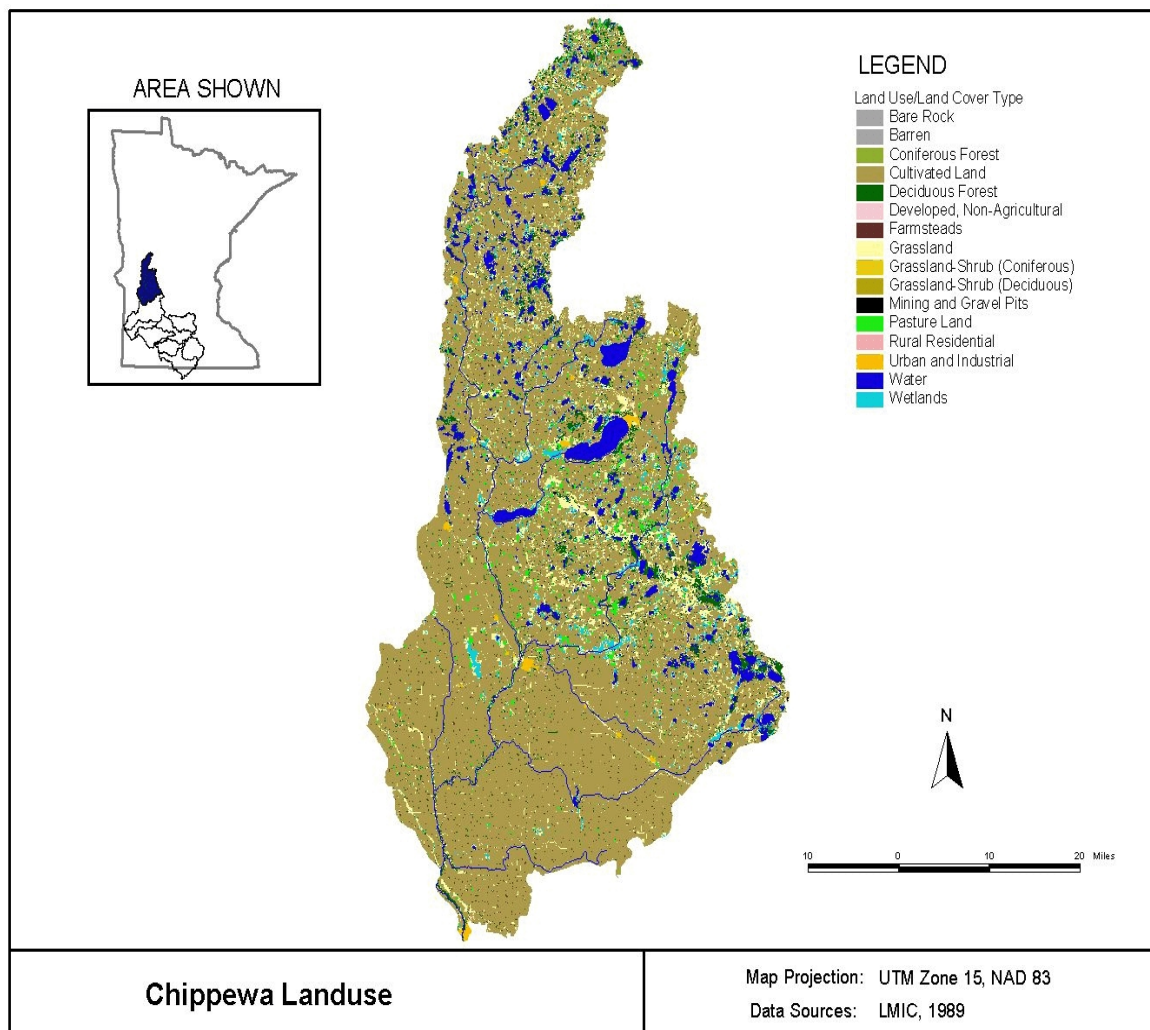 AREA SHOWN
LEGEND
Land Use/Land Cover Type
Bare Rock
Barren
Coniferous Forest
Cultivated Land
Deciduous Forest
Developed, Non-Agricultural
Farmsteads
Grassland
Grassland-Shrub (Coniferous)
Grassland-Shrub (Deciduous)
Mining and Gravel Pits
Pasture Land
Rural Residential
Urban and Industrial
Water
Wetlands
N
10 0 10 20 Miles
Chippewa Landuse
Map Projection: UTM Zone 15, NAD 83
Data Sources: LMIC, 1989